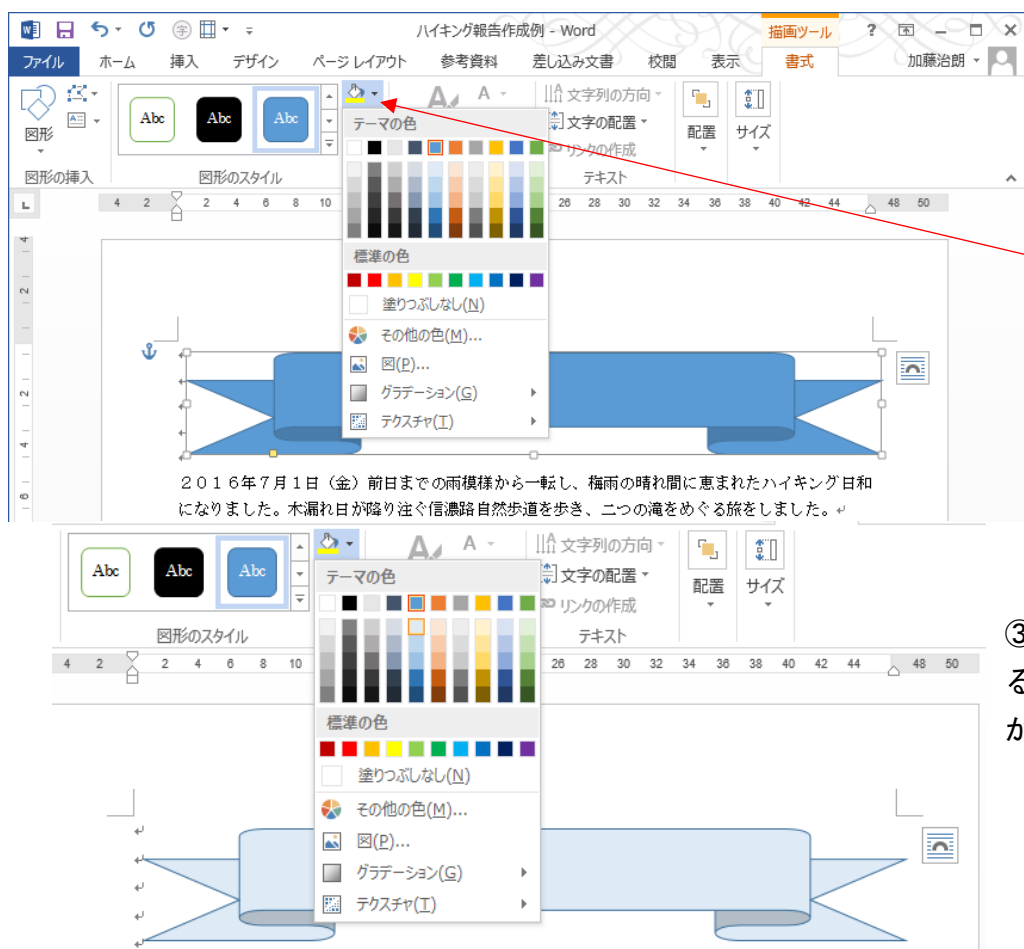 ハイキング報告作成例 - Word
描画ツール
?
ファイル
ホーム
挿入
デザイン
ページ レイアウト
参考資料
差し込み文書
校閲
表示
書式
加藤治朗
字
A
A
文字列の方向
Abc
Abc
Abc
図形
テーマの色
文字の配置
配置
サイズ
リンクの作成
図形の挿入
図形のスタイル
テキスト
L
4 2 2 4 6 8 10 26 28 30 32 34 36 38 40 42 44 48 50
4
2
2
4
6
標準の色
塗りつぶしなし(N)
その他の色(M)...
図(P)...
グラデーション(G)
テクスチャ(T)
2016年7月1日（金）前日までの雨模様から一転し、梅雨の晴れ間に恵まれたハイキング日和
になりました。木漏れ日が降り注ぐ信濃路自然歩道を歩き、二つの滝をめぐる旅をしました。
A
A
文字列の方向
Abc
Abc
Abc
テーマの色
文字の配置
配置
サイズ
リンクの作成
図形のスタイル
テキスト
4 2 2 4 6 8 10 26 28 30 32 34 36 38 40 42 44 48 50
標準の色
塗りつぶしなし(N)
その他の色(M)...
図(P)...
グラデーション(G)
テクスチャ(T)
③
る